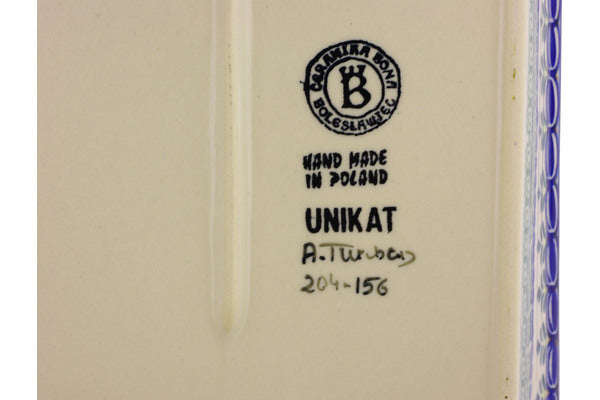 CERAMIKA BONA
B
BOLESŁAWIEC
HAND MADE
IN POLAND
UNIKAT
204-156